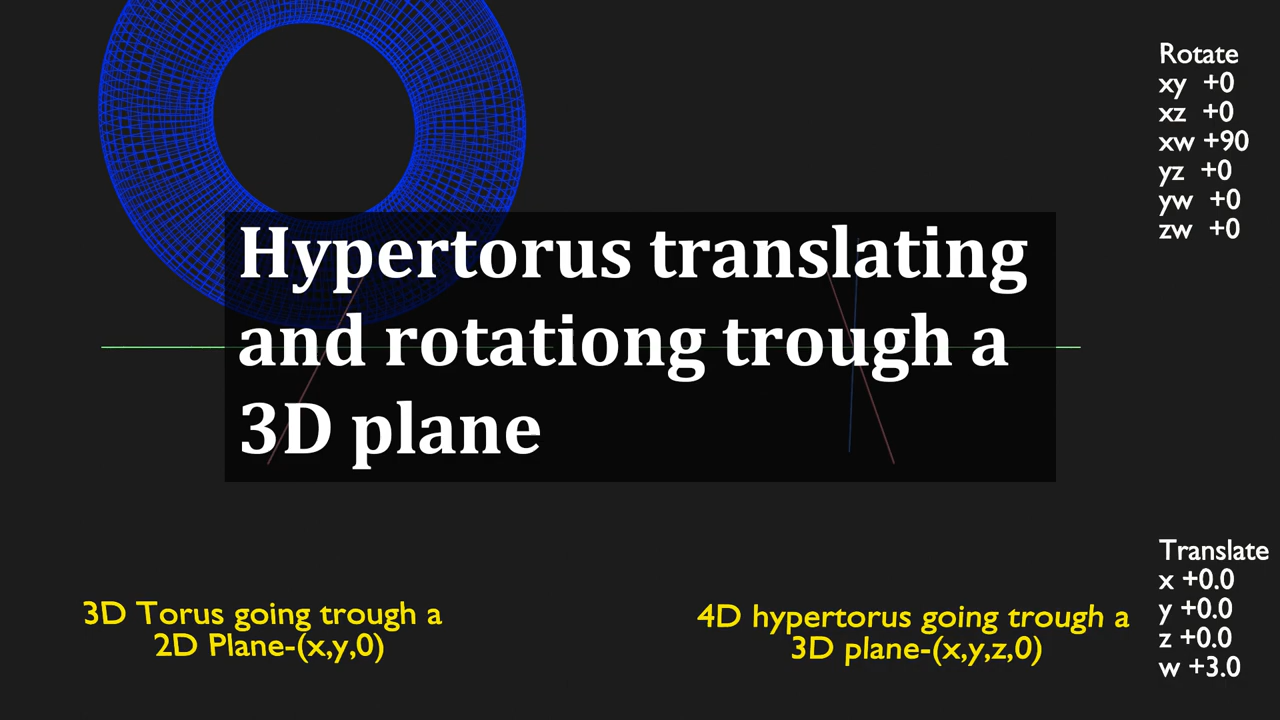 Rotate
xy +0
xz +0
xw +90
yz +0
yw +0
zw +0
Hypertorus translating
and rotationg trough a
3D plane
3D Torus going trough a
2D Plane-(x,y,0)
4D hypertorus going trough a
3D plane-(x,y,z,0)
Translate
x +0.0
y +0.0
z +0.0
w +3.0